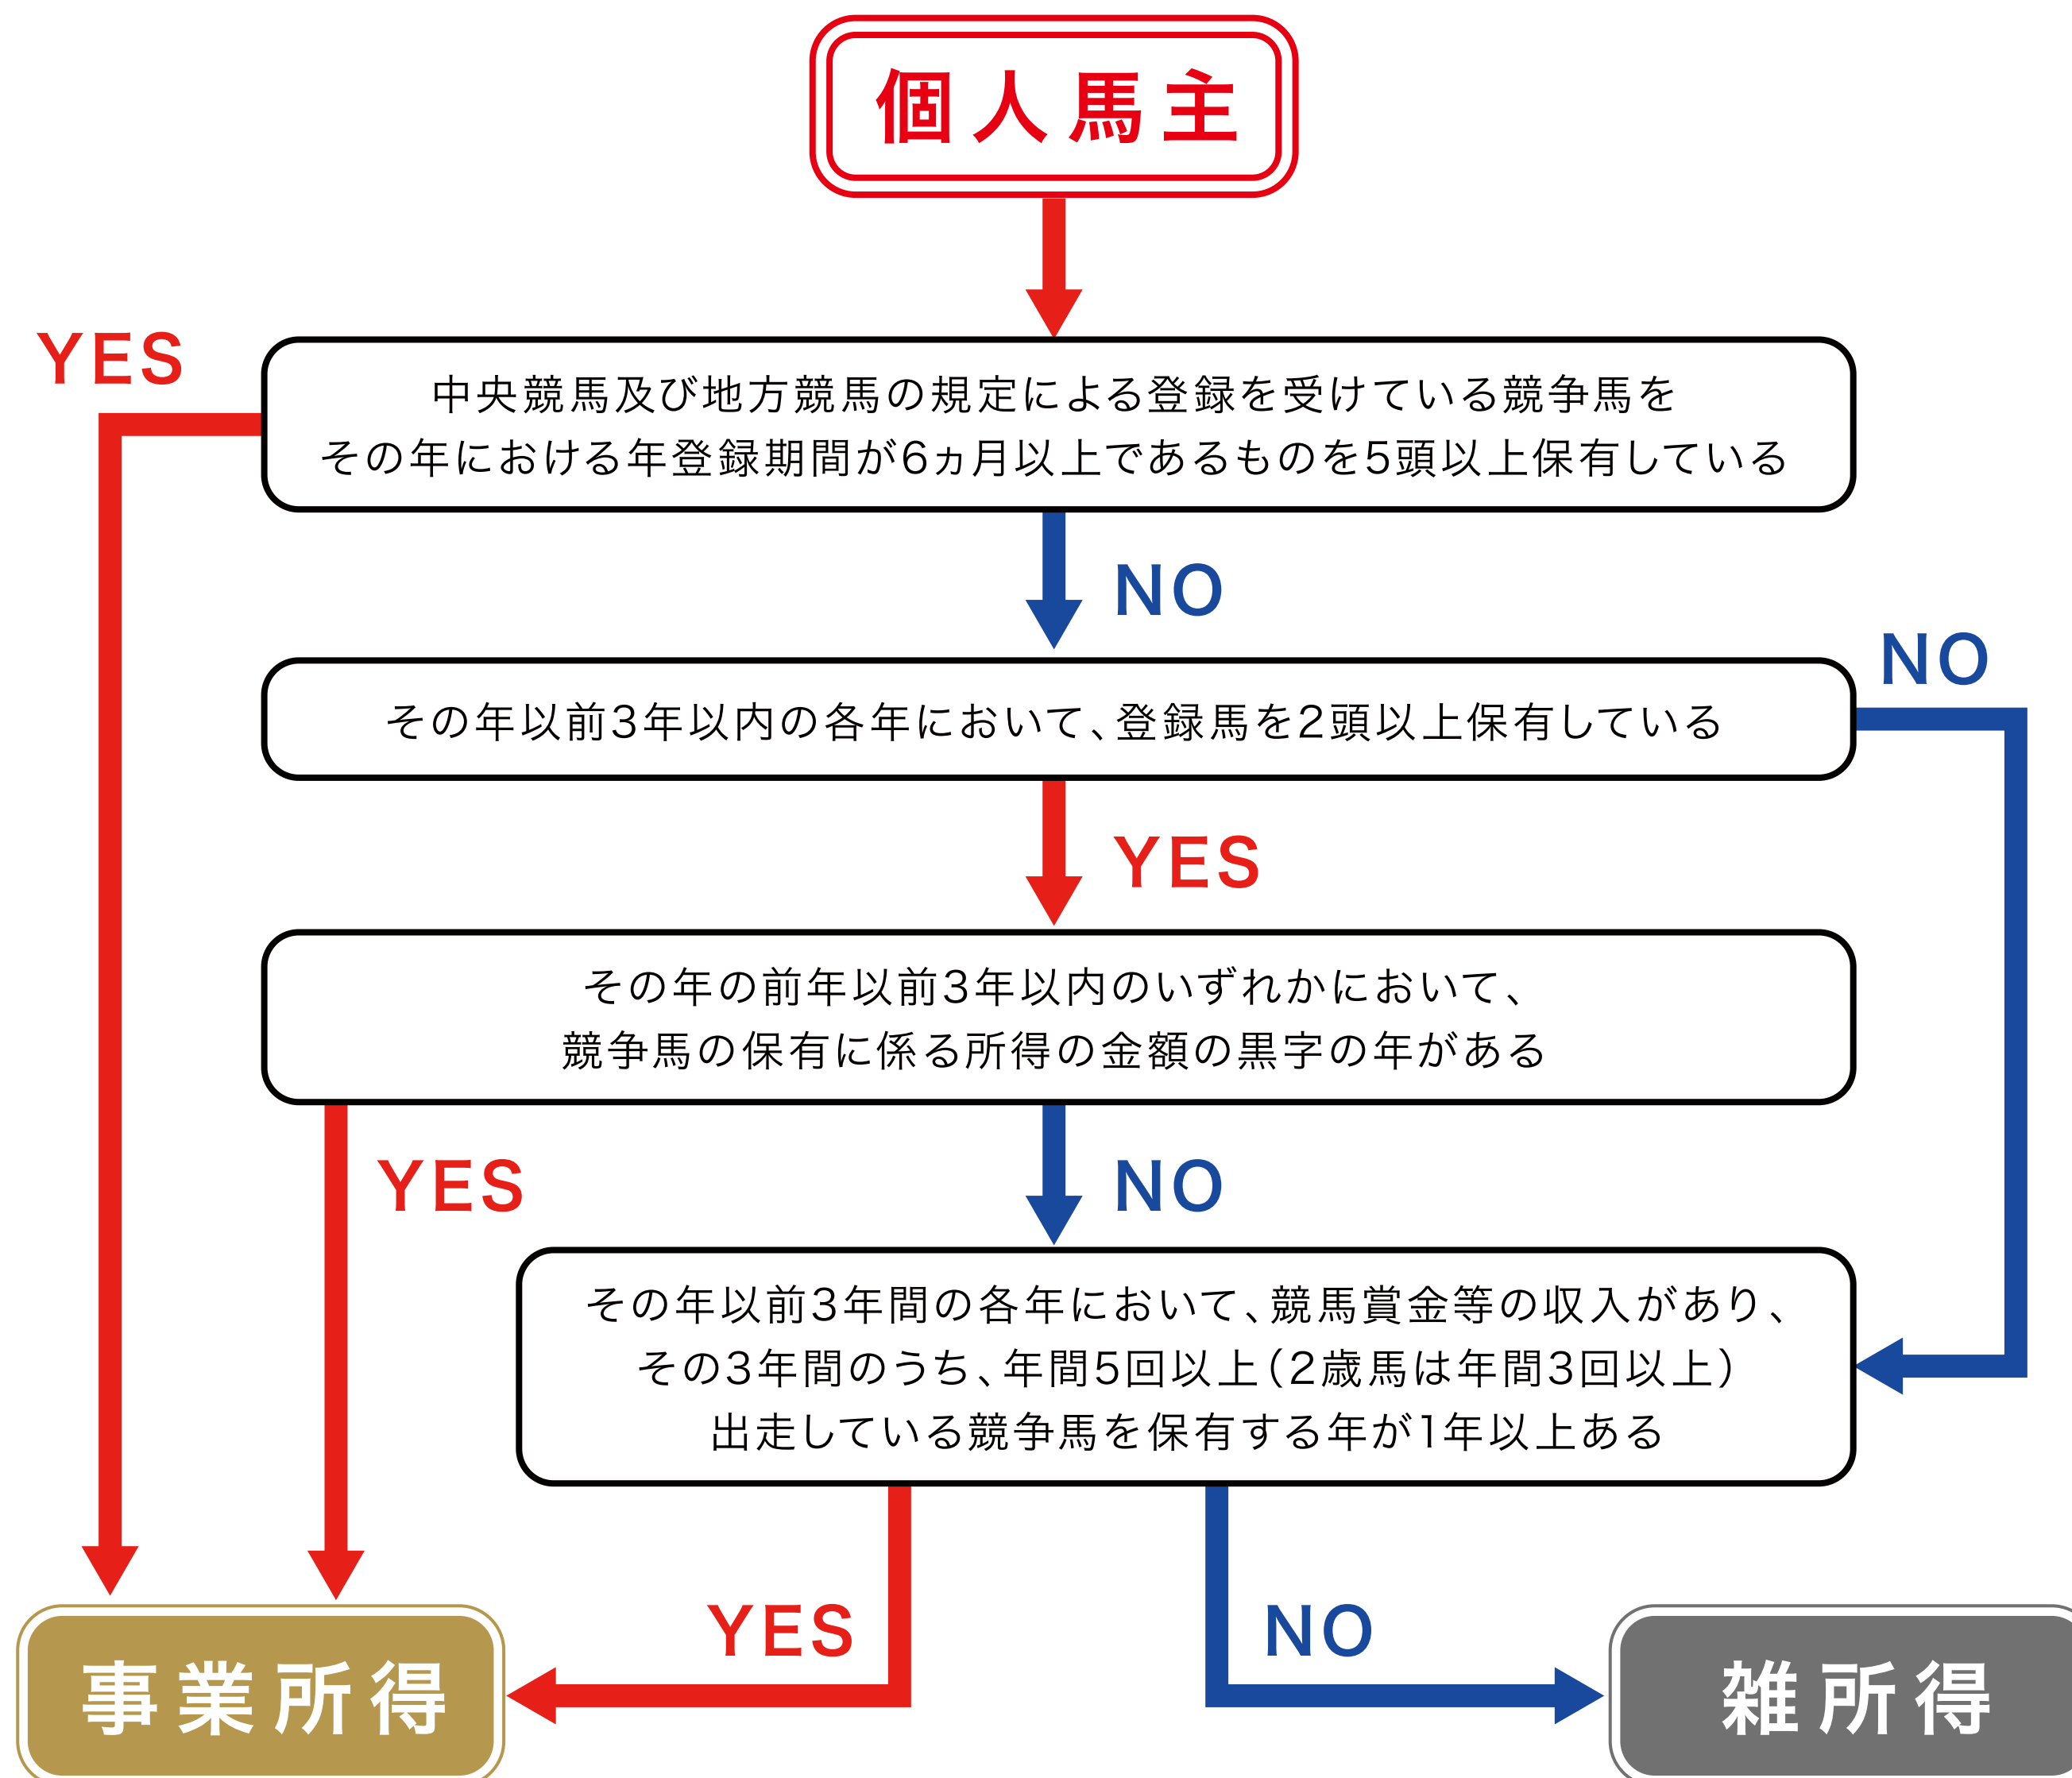 個人馬主
YES
中央競馬及び地方競馬の規定による登録を受けている競馬を
その年における年登録期間が6ヵ月以上であるものを5頭以上保有している
NO
NO
その年以前3年以内の各年において、登録馬を2頭以上保有している
YES
その年の前年以前3年以内のいずれかにおいて、
競争馬の保有に係る所得の金額の黒字の年がある
YES
NO
その年以前3年間の各年において、競馬賞金等の収入があり、
その3年間のうち、年間5回以上(2歳馬は年間3回以上)
出走している競争馬を保有する年が1年以上ある
YES
NO
事業所得
雑所得